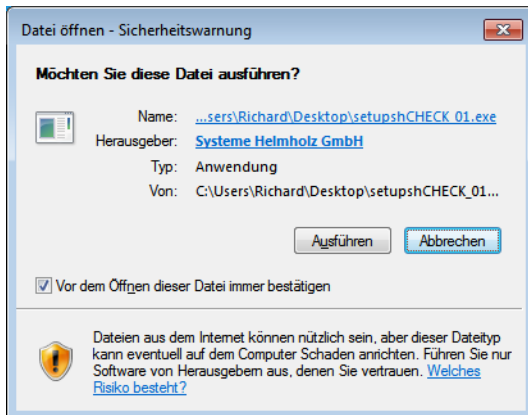 Datei öffnen - Sicherheitswarnung
Möchten Sie diese Datei ausführen?
Name: ...sers\Richard\Desktop\setupshCHECK 01.exe
Herausgeber: Systeme Helmholz GmbH
Typ: Anwendung
Von: C:\Users\Richard\Desktop\setupshCHECK_01...
Ausführen Abbrechen
Vor dem Öffnen dieser Datei immer bestätigen
Dateien aus dem Internet können nützlich sein, aber dieser Dateityp
kann eventuell auf dem Computer Schaden anrichten. Führen Sie nur
Software von Herausgebern aus, denen Sie vertrauen. Welches
Risiko besteht?